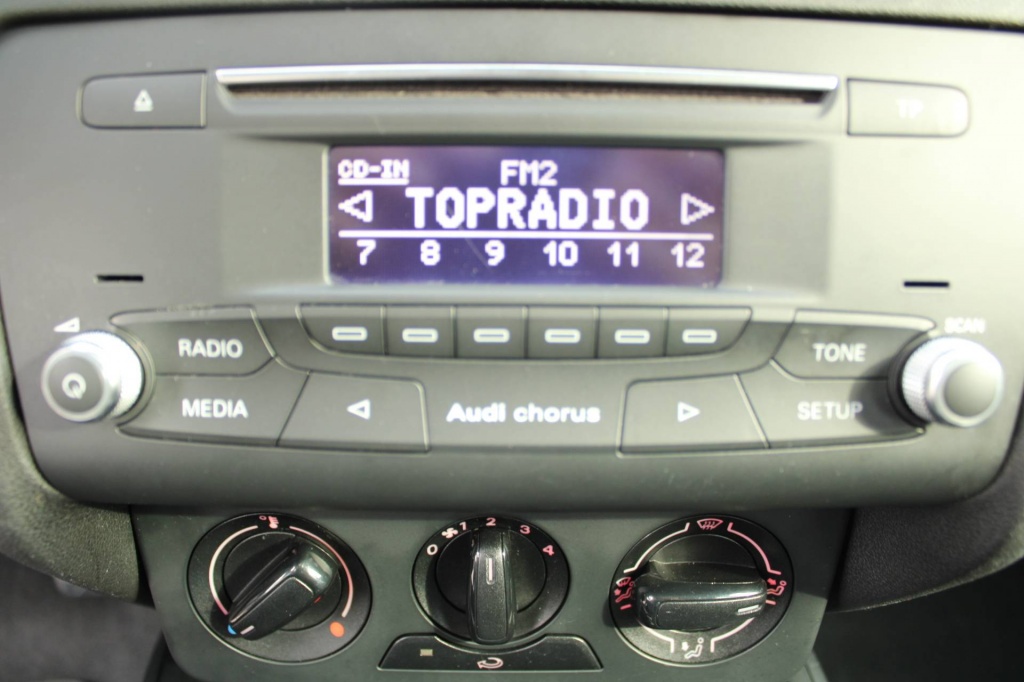 TP
CD-IN FM2
TOPRADIO
7 8 9 10 11 12
SCAN
RADIO TONE
MEDIA Audi chorus SETUP
0 1 2 3 4